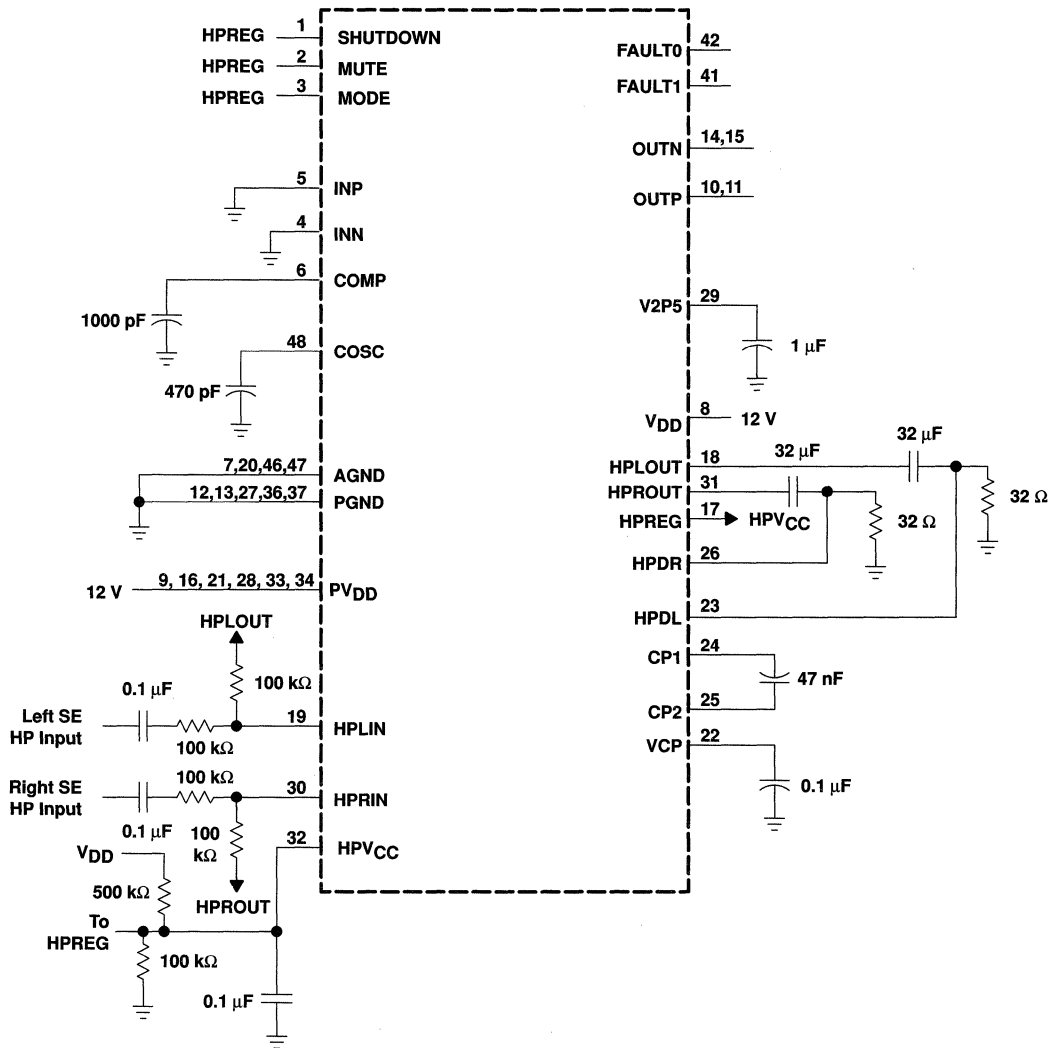 HPREG 1 SHUTDOWN
HPREG 2 MUTE
HPREG 3 MODE
5 INP
4 INN
6 COMP
1000 pF
48 COSC
470 pF
7,20,46,47 AGND
12,13,27,36,37 PGND
12 V 9, 16, 21, 28, 33, 34 PVDD
HPLOUT
100 kΩ
0.1 μF
Left SE
HP Input
100 kΩ
19 HPLIN
Right SE
HP Input
100 kΩ
30 HPRIN
0.1 μF
100
kΩ
HPROUT
32 HPVCC
VDD
500 kΩ
To
HPREG
100 kΩ
0.1 μF
FAULT0 42
FAULT1 41
OUTN 14,15
OUTP 10,11
V2P5 29
1 μF
VDD 8 12 V
HPLOUT 18
32 μF
32 μF
HPROUT 31
32 Ω
HPREG 17 HPVCC
32 Ω
HPDR 26
HPDL 23
CP1 24
47 nF
CP2 25
VCP 22
0.1 μF